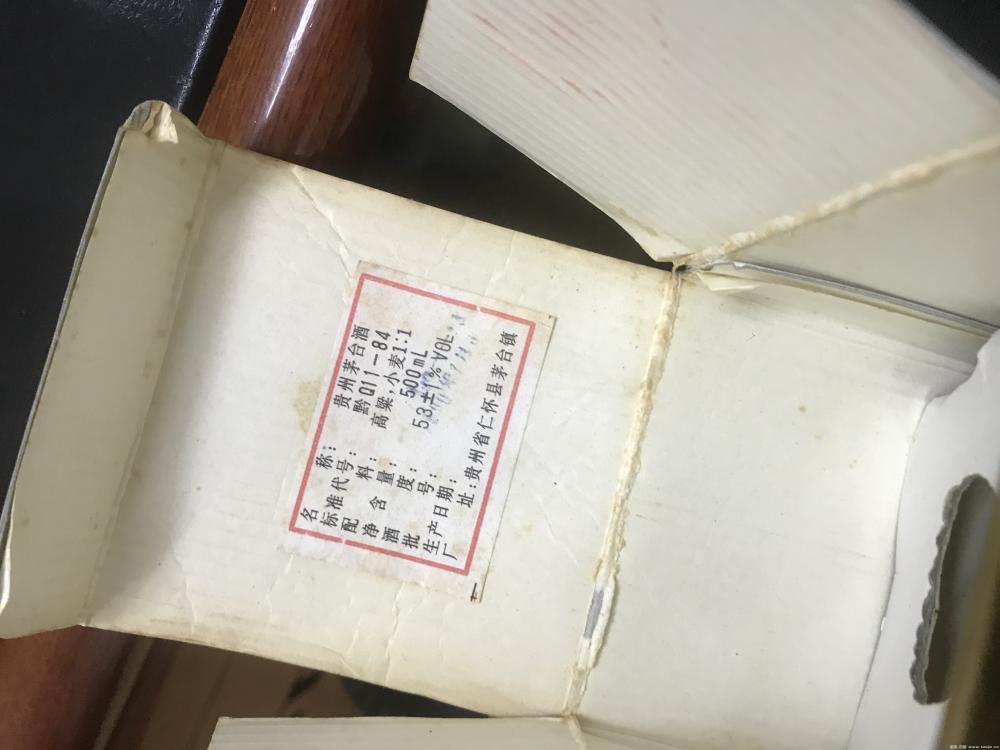 名 称: 贵州茅台酒
标准代号: 黔Q11-84
配 料: 高粱,小麦1:1
净 含 量: 500mL
酒 度: 53±1%VOL
批 号:
生产日期:
厂 址:贵州省仁怀县茅台镇